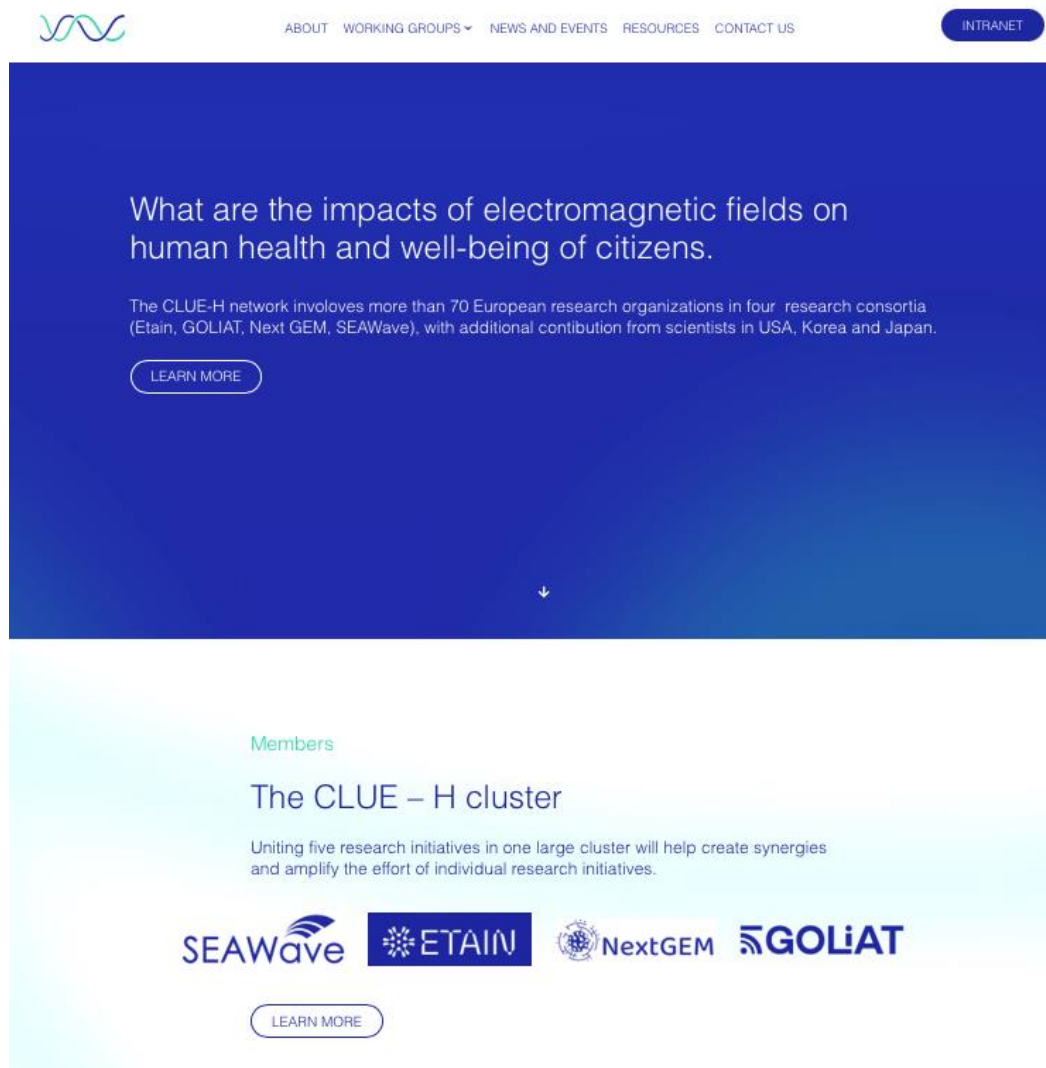 ABOUT WORKING GROUPS NEWS AND EVENTS RESOURCES CONTACT US INTRANET
What are the impacts of electromagnetic fields on
human health and well-being of citizens.
The CLUE-H network involoves more than 70 European research organizations in four research consortia
(Etain, GOLIAT, Next GEM, SEAWave), with additional contibution from scientists in USA, Korea and Japan.
LEARN MORE
Members
The CLUE – H cluster
Uniting five research initiatives in one large cluster will help create synergies
and amplify the effort of individual research initiatives.
SEAWave ETAIN NextGEM GOLiAT
LEARN MORE